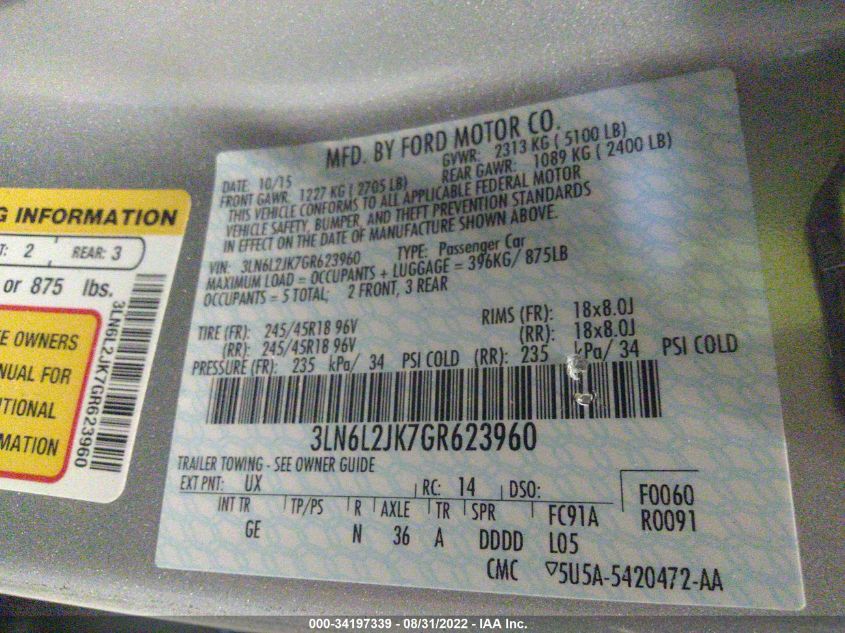 G INFORMATION
T: 2 REAR: 3
or 875 lbs.
E OWNERS
NUAL FOR
ITIONAL
MATION
3LN6L2JK7GR623960
MFD. BY FORD MOTOR CO.
DATE: 10/15 GVWR: 2313 KG ( 5100 LB)
FRONT GAWR: 1227 KG ( 2705 LB) REAR GAWR: 1089 KG ( 2400 LB)
THIS VEHICLE CONFORMS TO ALL APPLICABLE FEDERAL MOTOR
VEHICLE SAFETY, BUMPER, AND THEFT PREVENTION STANDARDS
IN EFFECT ON THE DATE OF MANUFACTURE SHOWN ABOVE.
VIN: 3LN6L2JK7GR623960 TYPE: Passenger Car
MAXIMUM LOAD = OCCUPANTS + LUGGAGE = 396KG/ 875LB
OCCUPANTS = 5 TOTAL; 2 FRONT, 3 REAR
TIRE (FR): 245/45R18 96V RIMS (FR): 18x8.0J
(RR): 245/45R18 96V (RR): 18x8.0J
PRESSURE (FR): 235 kPa/ 34 PSI COLD (RR): 235 kPa/ 34 PSI COLD
3LN6L2JK7GR623960
TRAILER TOWING - SEE OWNER GUIDE
EXT PNT: UX RC: 14 DSO: F0060
INT TR TP/PS R AXLE TR SPR FC91A R0091
GE N 36 A DDDD L05
CMC ▽5U5A-5420472-AA
000-34197339 - 08/31/2022 - IAA Inc.